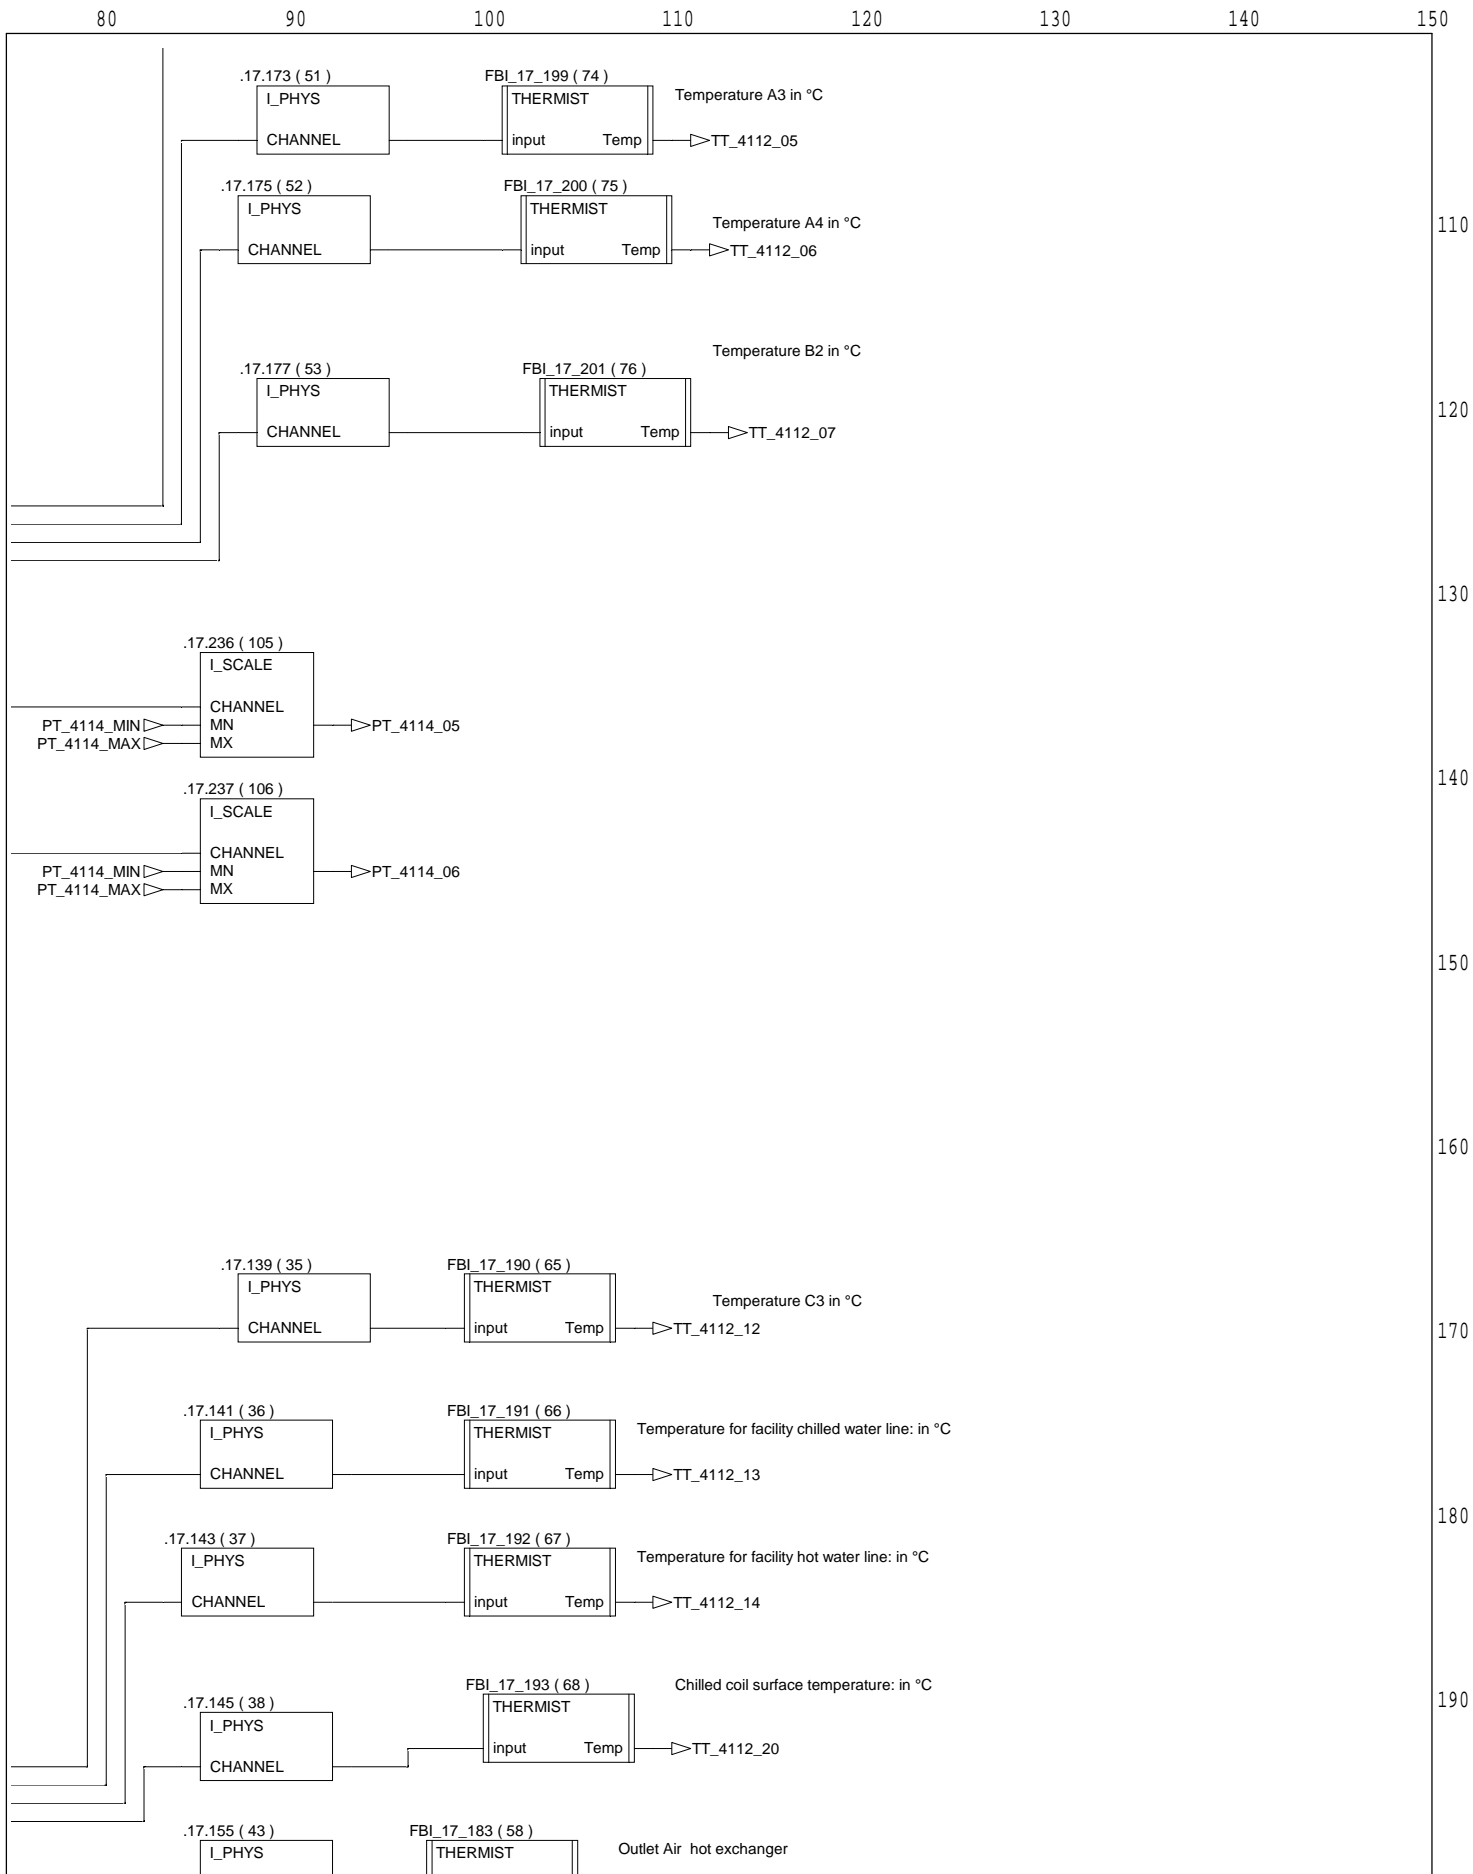 80 90 100 110 120 130 140 150
.17.173 ( 51 ) FBI_17_199 ( 74 )
I_PHYS THERMIST Temperature A3 in °C
CHANNEL input Temp TT_4112_05
.17.175 ( 52 ) FBI_17_200 ( 75 )
I_PHYS THERMIST
Temperature A4 in °C
110
CHANNEL input Temp TT_4112_06
Temperature B2 in °C
.17.177 ( 53 ) FBI_17_201 ( 76 )
I_PHYS THERMIST
120
CHANNEL input Temp TT_4112_07
130
.17.236 ( 105 )
I_SCALE
CHANNEL
PT_4114_MIN MN PT_4114_05
PT_4114_MAX MX
140
.17.237 ( 106 )
I_SCALE
CHANNEL
PT_4114_MIN MN PT_4114_06
PT_4114_MAX MX
150
160
.17.139 ( 35 ) FBI_17_190 ( 65 )
I_PHYS THERMIST
Temperature C3 in °C
CHANNEL input Temp TT_4112_12
170
.17.141 ( 36 ) FBI_17_191 ( 66 )
I_PHYS THERMIST Temperature for facility chilled water line: in °C
CHANNEL input Temp TT_4112_13
180
.17.143 ( 37 ) FBI_17_192 ( 67 )
I_PHYS THERMIST Temperature for facility hot water line: in °C
CHANNEL input Temp TT_4112_14
FBI_17_193 ( 68 ) Chilled coil surface temperature: in °C
190
.17.145 ( 38 ) THERMIST
I_PHYS
input Temp TT_4112_20
CHANNEL
.17.155 ( 43 ) FBI_17_183 ( 58 )
I_PHYS THERMIST Outlet Air hot exchanger